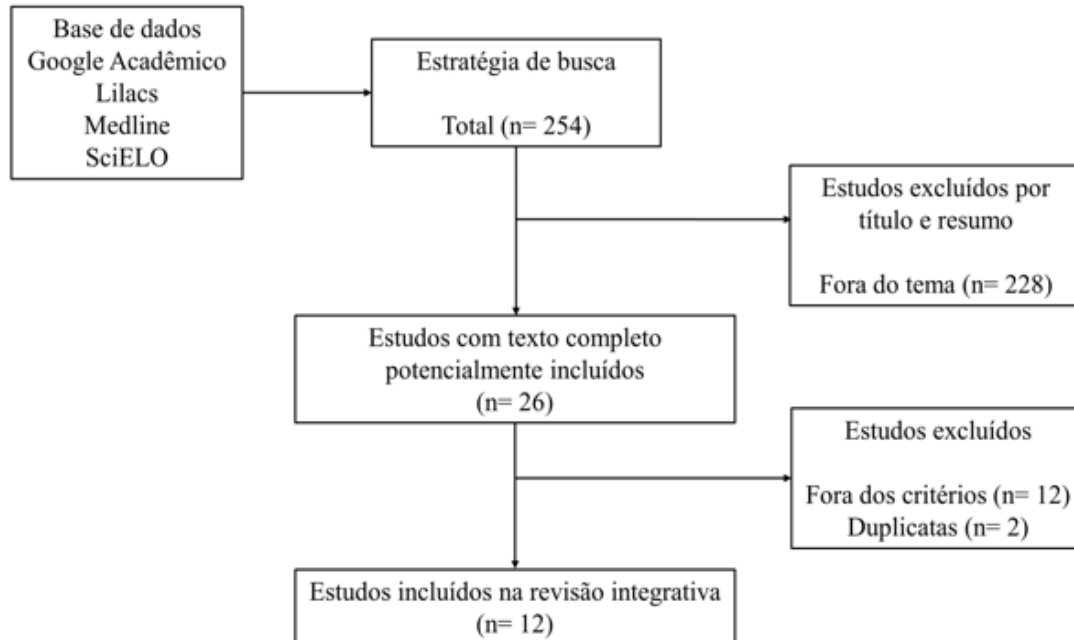 Base de dados
Google Acadêmico
Lilacs
Medline
SciELO
Estratégia de busca
Total (n= 254)
Estudos excluídos por
título e resumo
Fora do tema (n= 228)
Estudos com texto completo
potencialmente incluídos
(n= 26)
Estudos excluídos
Fora dos critérios (n= 12)
Duplicatas (n= 2)
Estudos incluídos na revisão integrativa
(n= 12)